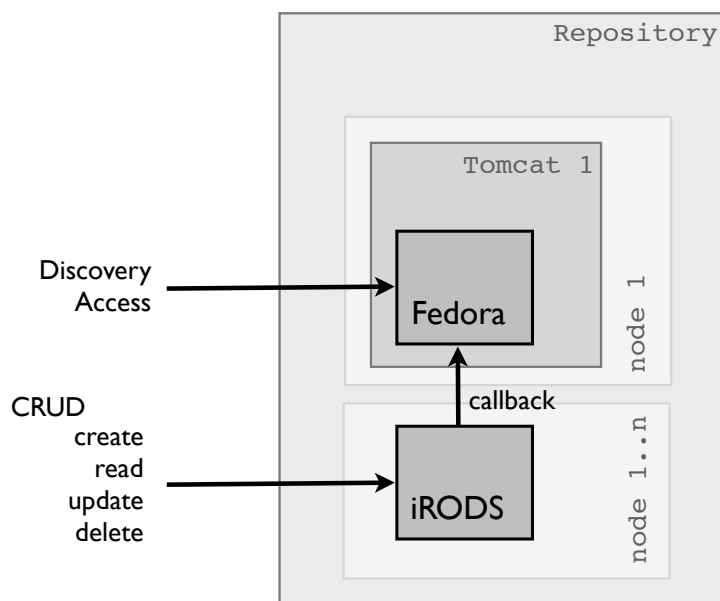 Repository
Tomcat 1
Discovery
Access
Fedora
node 1
callback
CRUD
create
read
update
delete
iRODS
node 1..n